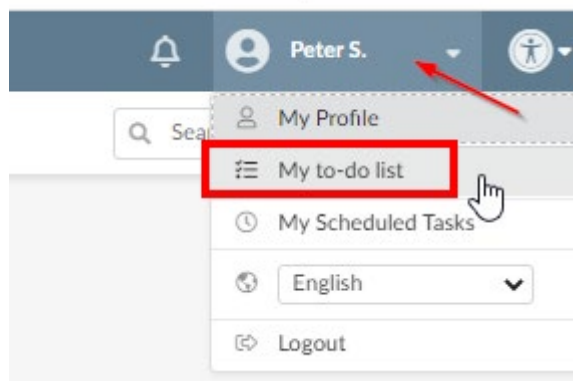 Peter S.
Sea
My Profile
My to-do list
My Scheduled Tasks
English
Logout